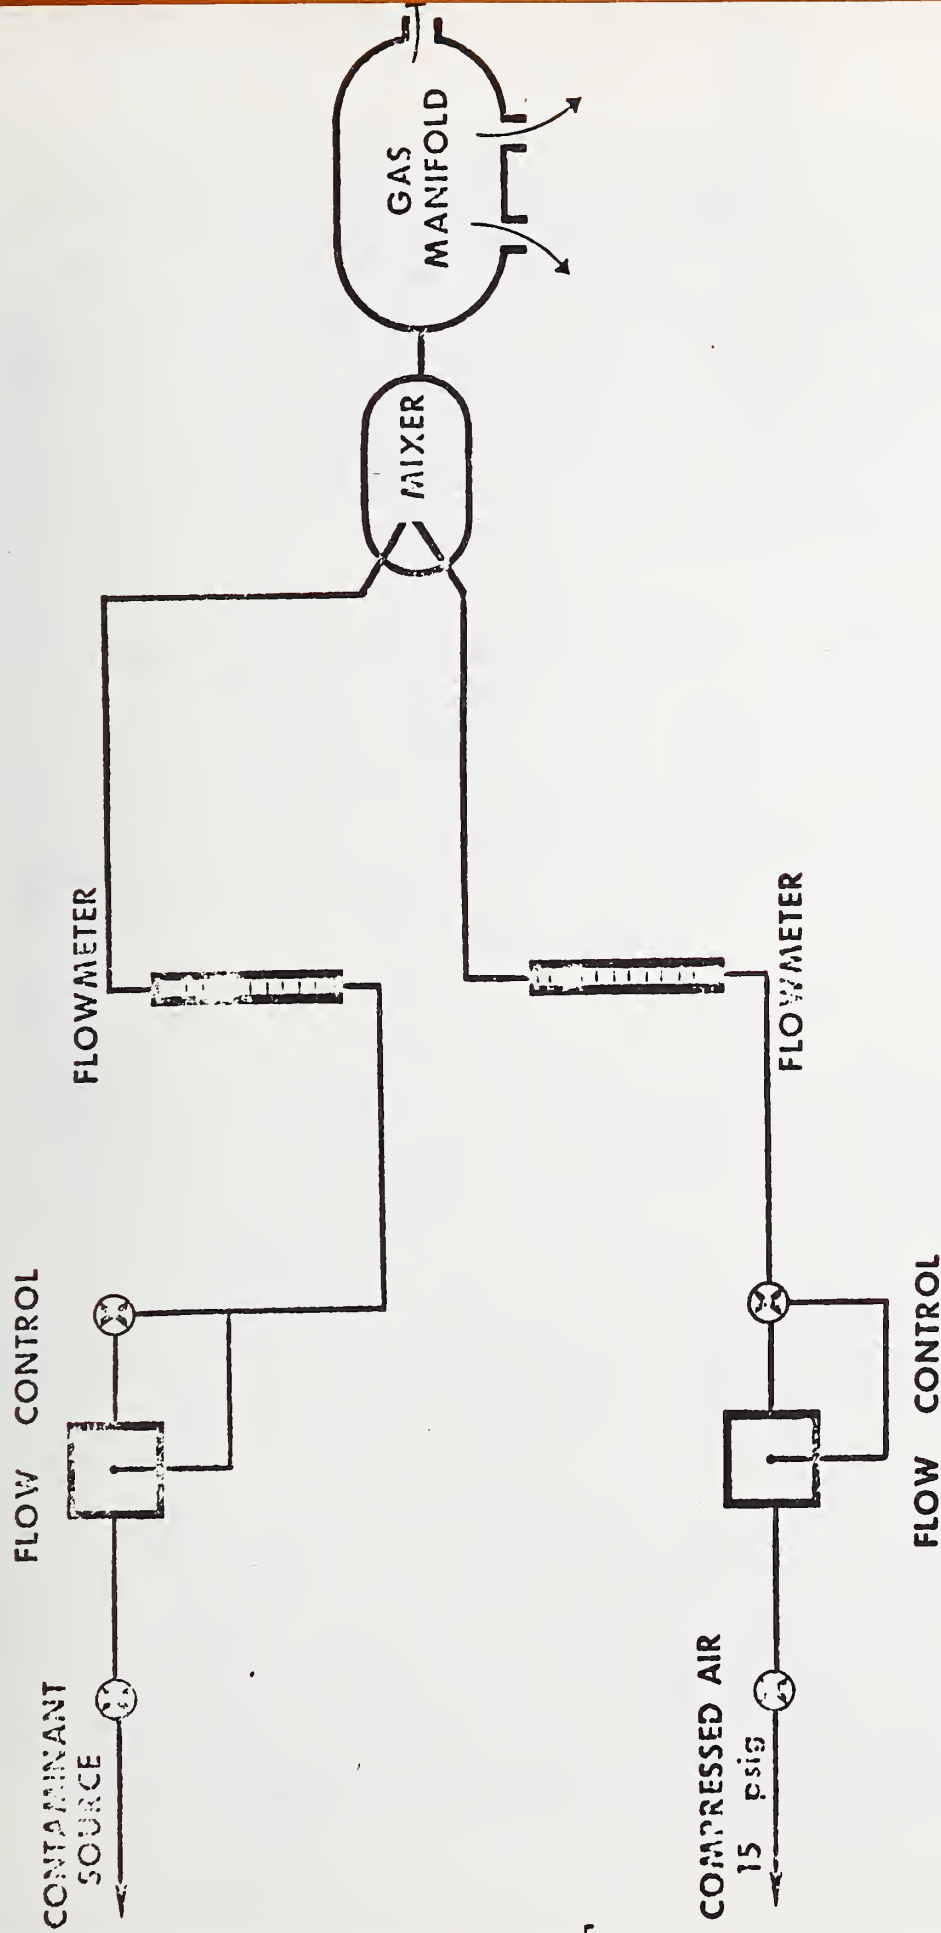 CONTAMINANT
SOURCE
FLOW CONTROL
FLOWMETER
MIXER
GAS
MANIFOLD
COMPRESSED AIR
15 psig
FLOW CONTROL
FLOWMETER